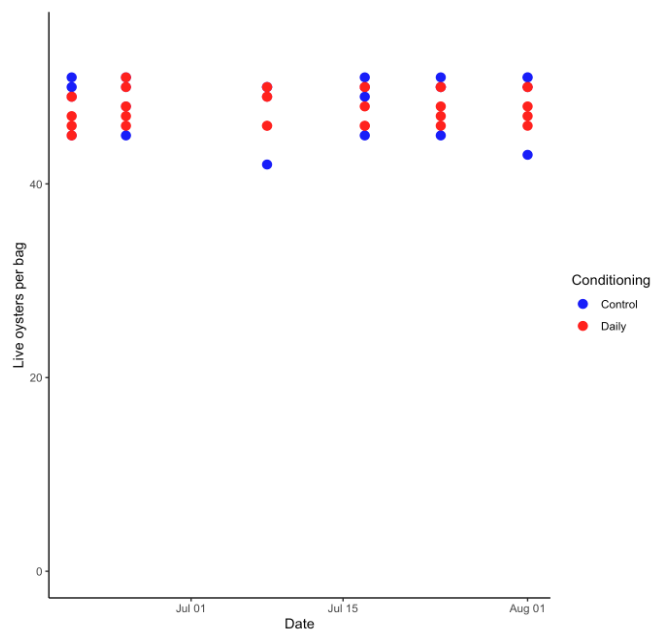 Live oysters per bag
40
20
0
Jul 01
Jul 15
Aug 01
Date
Conditioning
Control
Daily